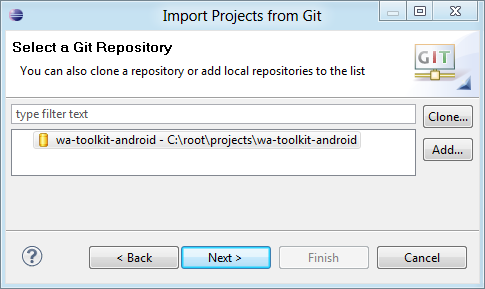 Import Projects from Git
Select a Git Repository
You can also clone a repository or add local repositories to the list
GIT
type filter text
Clone...
wa-toolkit-android - C:\root\projects\wa-toolkit-android
Add...
?
< Back
Next >
Finish
Cancel